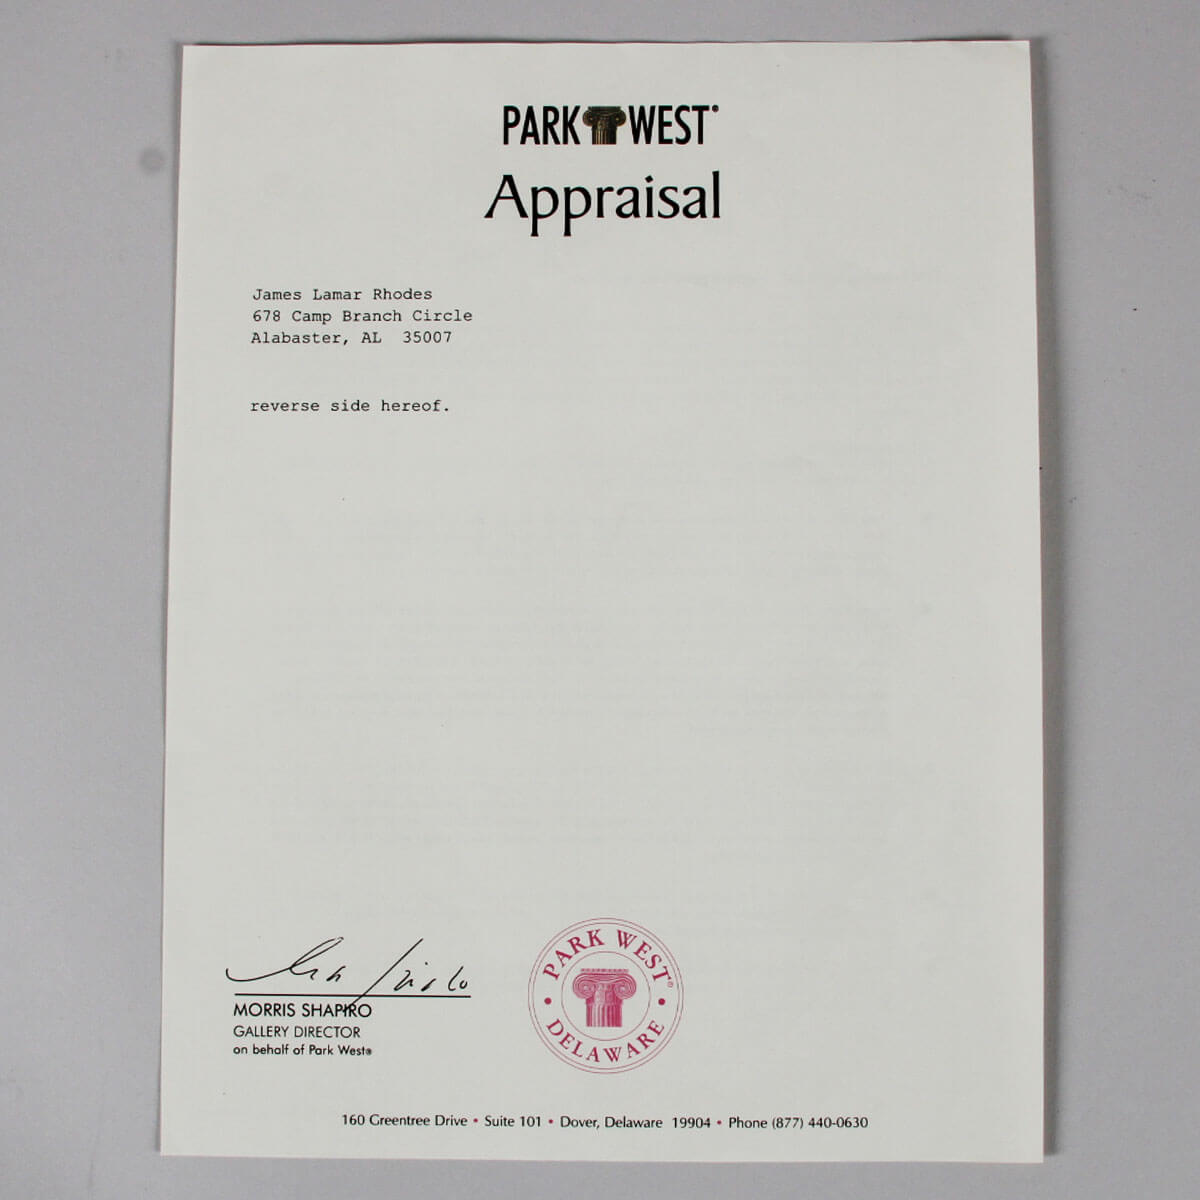 PARK WEST®
Appraisal
James Lamar Rhodes
678 Camp Branch Circle
Alabaster, AL 35007
reverse side hereof.
MORRIS SHAPIRO
GALLERY DIRECTOR
on behalf of Park West®
PARK WEST®
• DELAWARE •
160 Greentree Drive • Suite 101 • Dover, Delaware 19904 • Phone (877) 440-0630